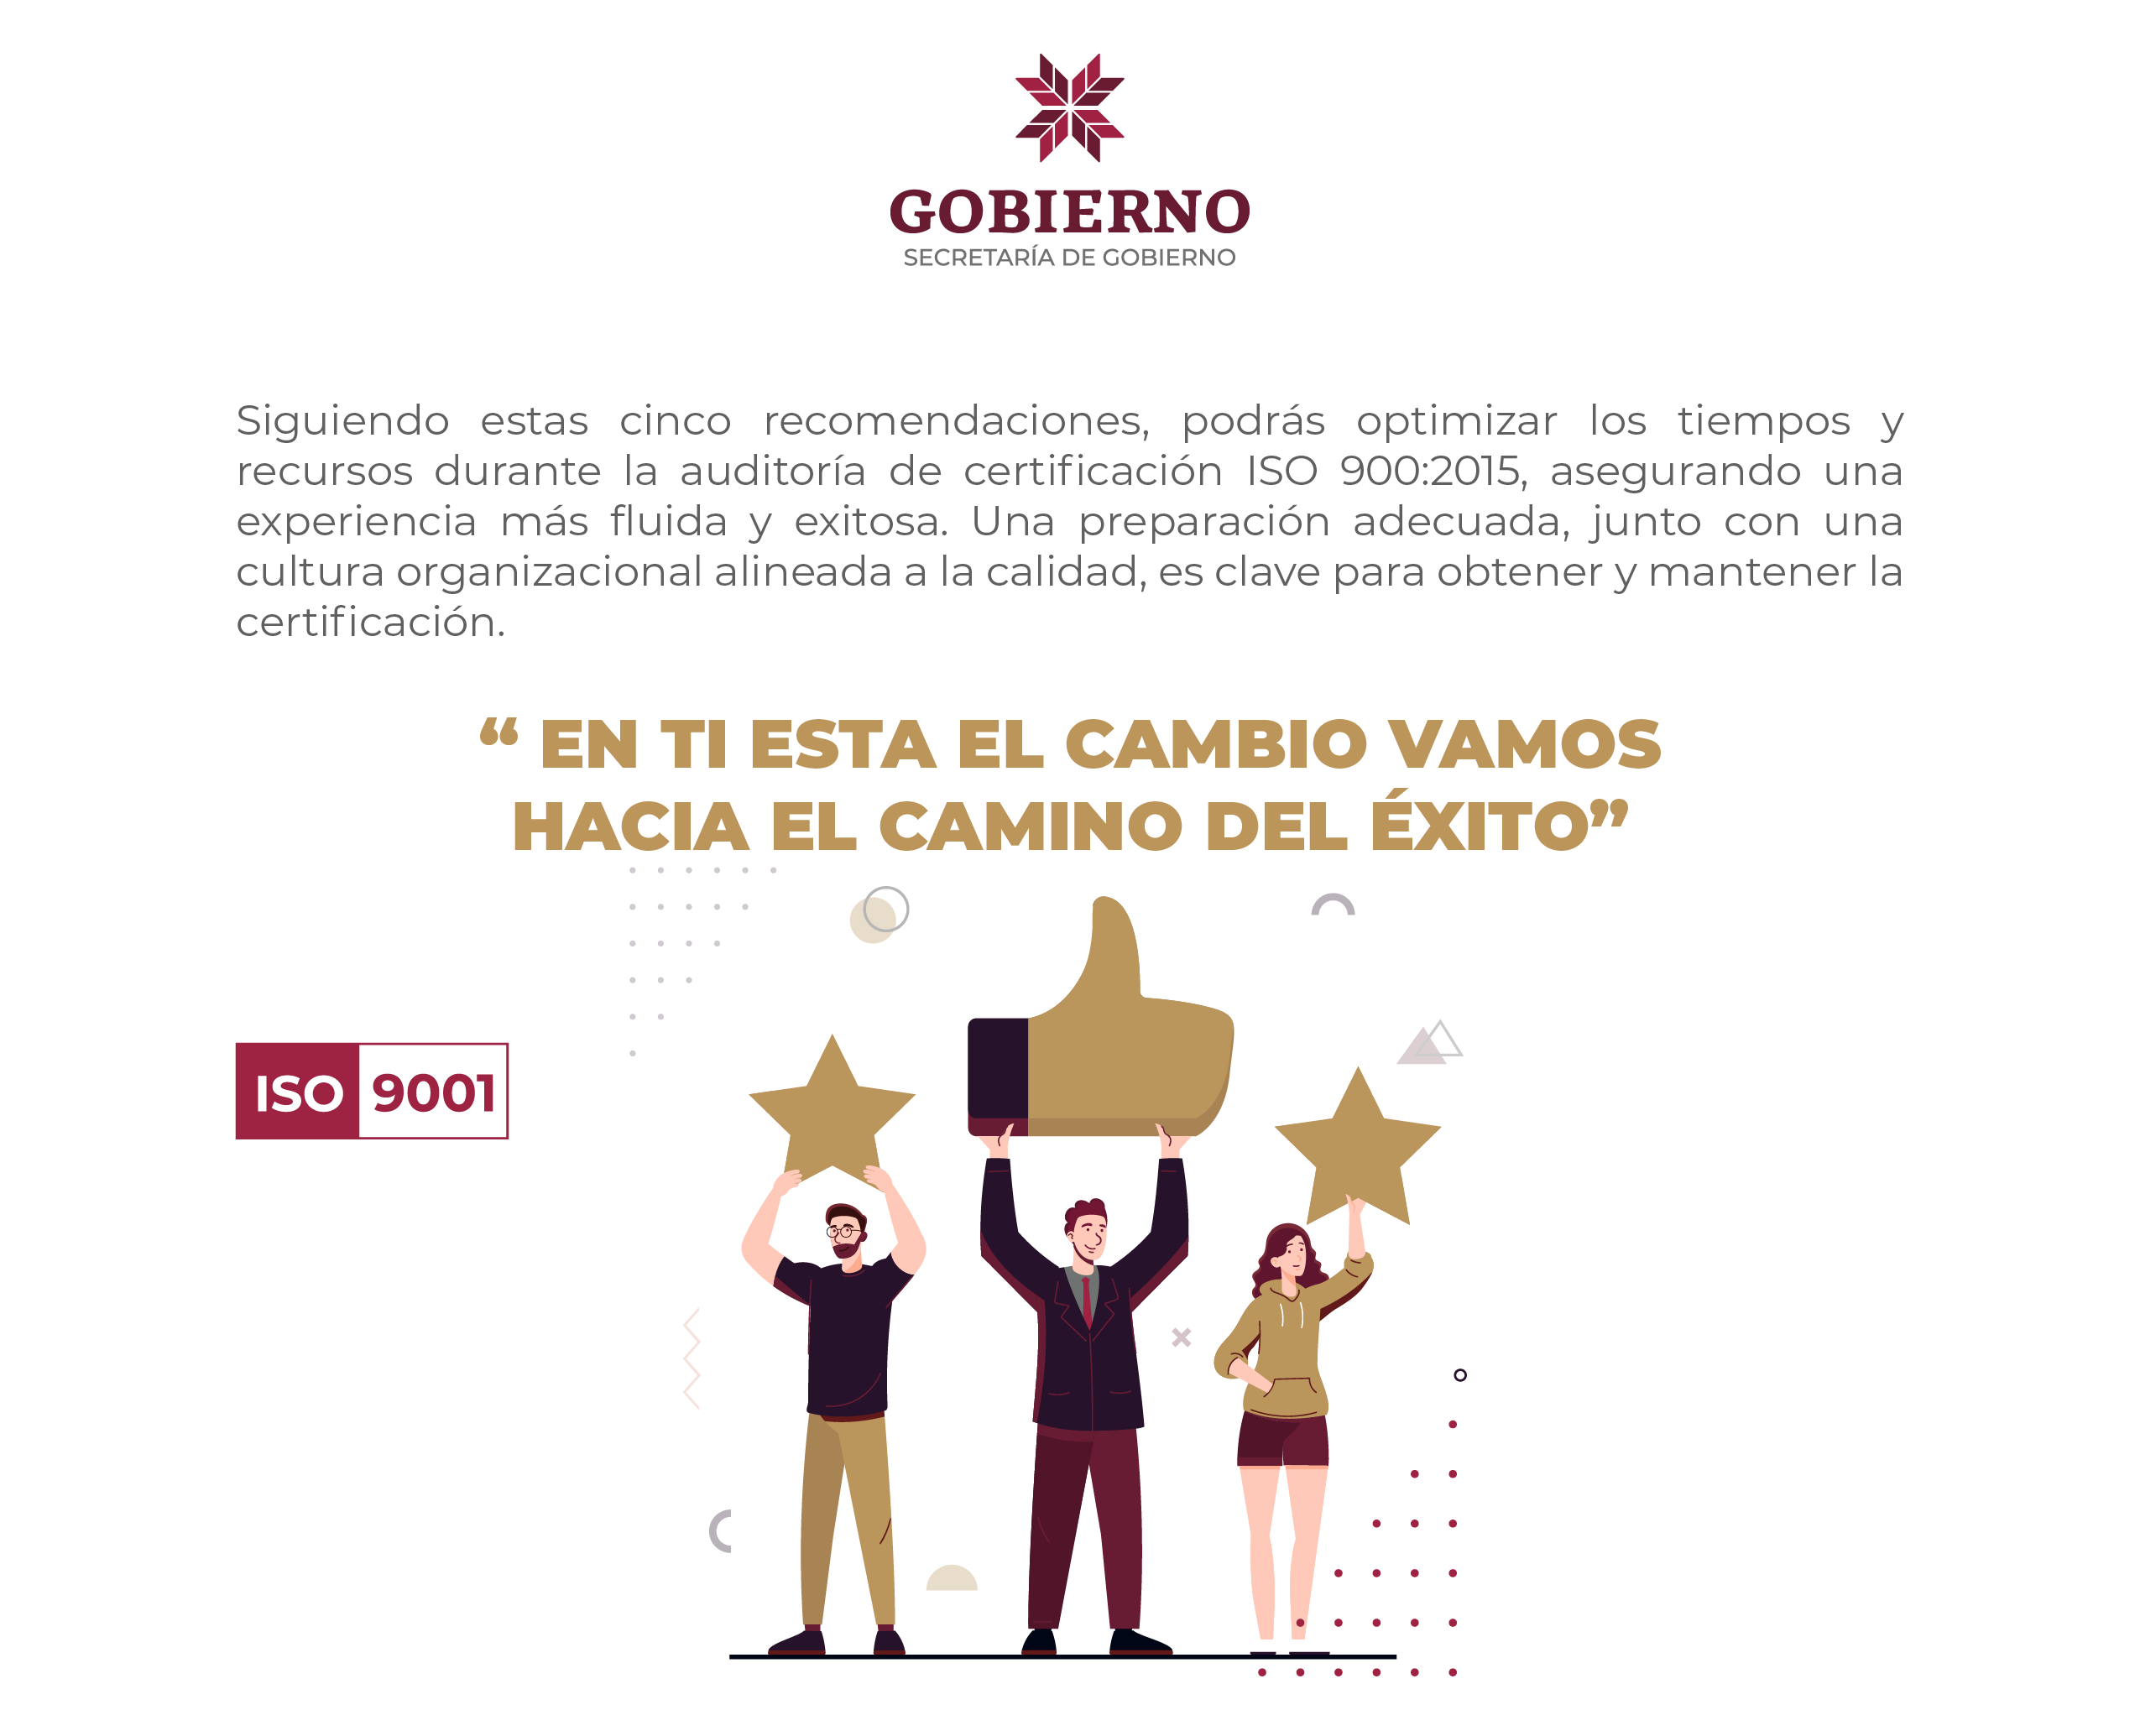 GOBIERNO
SECRETARÍA DE GOBIERNO
Siguiendo estas cinco recomendaciones, podrás optimizar los tiempos y
recursos durante la auditoría de certificación ISO 900:2015, asegurando una
experiencia más fluida y exitosa. Una preparación adecuada, junto con una
cultura organizacional alineada a la calidad, es clave para obtener y mantener la
certificación.
“ EN TI ESTA EL CAMBIO VAMOS
HACIA EL CAMINO DEL ÉXITO”
ISO 9001